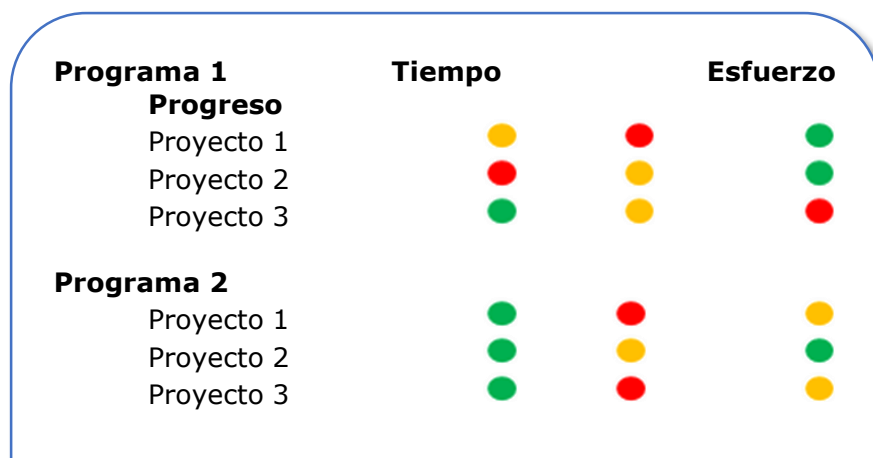 Programa 1 Tiempo Esfuerzo
Progreso
Proyecto 1
Proyecto 2
Proyecto 3
Programa 2
Proyecto 1
Proyecto 2
Proyecto 3